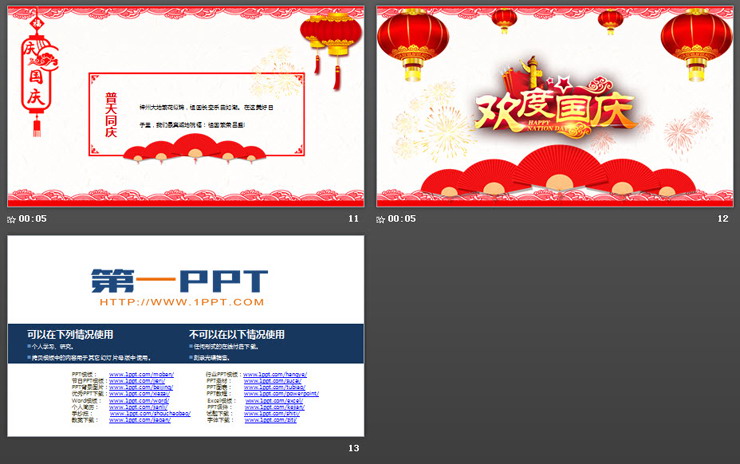 福
庆
国
庆
普天同庆
神州大地繁花似锦，祖国长空乐曲如潮。在这美好日
子里，我们最真诚地祝福：祖国繁荣昌盛！
00:05
11
欢度国庆
HAPPY
NATION DAY
00:05
12
第一PPT
HTTP://WWW.1PPT.COM
可以在下列情况使用
不可以在以下情况使用
个人学习、研究。
任何形式的在线付费下载。
拷贝模板中的内容用于其它幻灯片母版中使用。
刻录光碟销售。
PPT模板： www.1ppt.com/moban/
行业PPT模板：www.1ppt.com/hangye/
节日PPT模板：www.1ppt.com/jieri/
PPT素材： www.1ppt.com/sucai/
PPT背景图片：www.1ppt.com/beijing/
PPT图表： www.1ppt.com/tubiao/
优秀PPT下载：www.1ppt.com/xiazai/
PPT教程： www.1ppt.com/powerpoint/
Word模板： www.1ppt.com/word/
Excel模板： www.1ppt.com/excel/
个人简历： www.1ppt.com/jianli/
PPT课件： www.1ppt.com/kejian/
手抄报： www.1ppt.com/shouchaobao/
试题下载： www.1ppt.com/shiti/
教案下载： www.1ppt.com/jiaoan/
字体下载： www.1ppt.com/ziti/
13